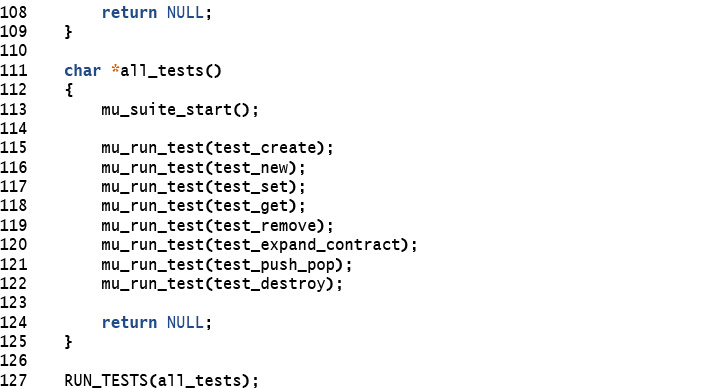 108        return NULL;
109    }
110
111    char *all_tests()
112    {
113        mu_suite_start();
114
115        mu_run_test(test_create);
116        mu_run_test(test_new);
117        mu_run_test(test_set);
118        mu_run_test(test_get);
119        mu_run_test(test_remove);
120        mu_run_test(test_expand_contract);
121        mu_run_test(test_push_pop);
122        mu_run_test(test_destroy);
123
124        return NULL;
125    }
126
127    RUN_TESTS(all_tests);